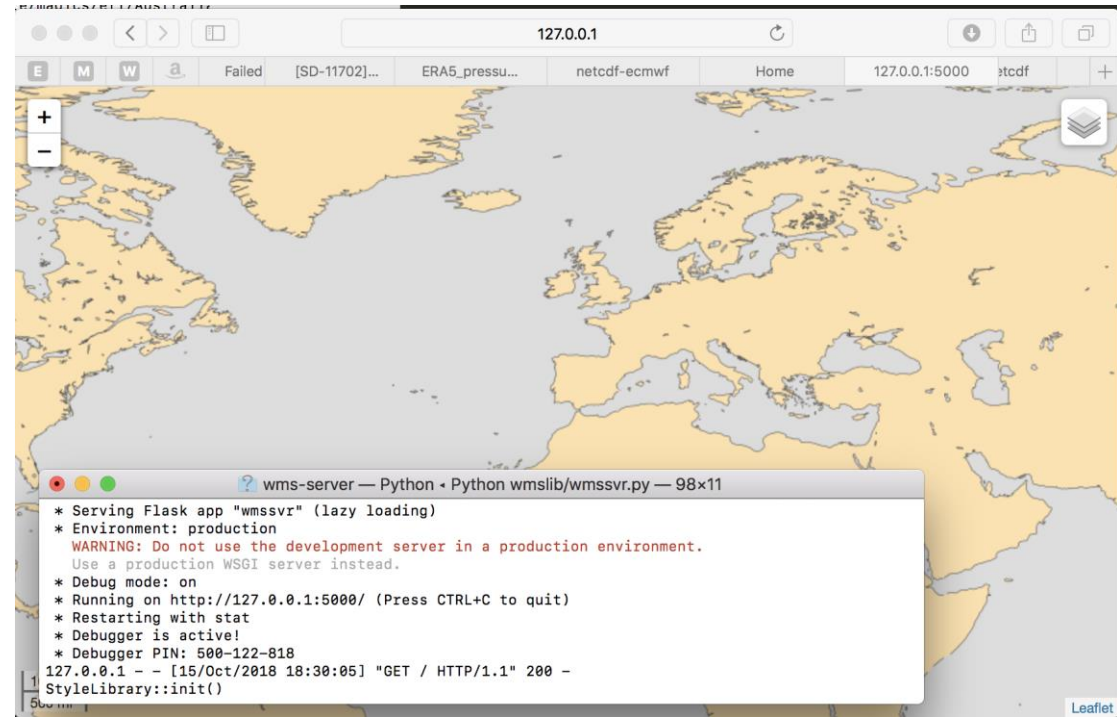 127.0.0.1
E M W a Failed [SD-11702]... ERA5_pressu... netcdf-ecmwf Home 127.0.0.1:5000 etcdf +
+
−
wms-server — Python ◂ Python wmslib/wmssvr.py — 98×11
* Serving Flask app "wmssvr" (lazy loading)
* Environment: production
WARNING: Do not use the development server in a production environment.
Use a production WSGI server instead.
* Debug mode: on
* Running on http://127.0.0.1:5000/ (Press CTRL+C to quit)
* Restarting with stat
* Debugger is active!
* Debugger PIN: 500-122-818
127.0.0.1 - - [15/Oct/2018 18:30:05] "GET / HTTP/1.1" 200 -
StyleLibrary::init()
Leaflet